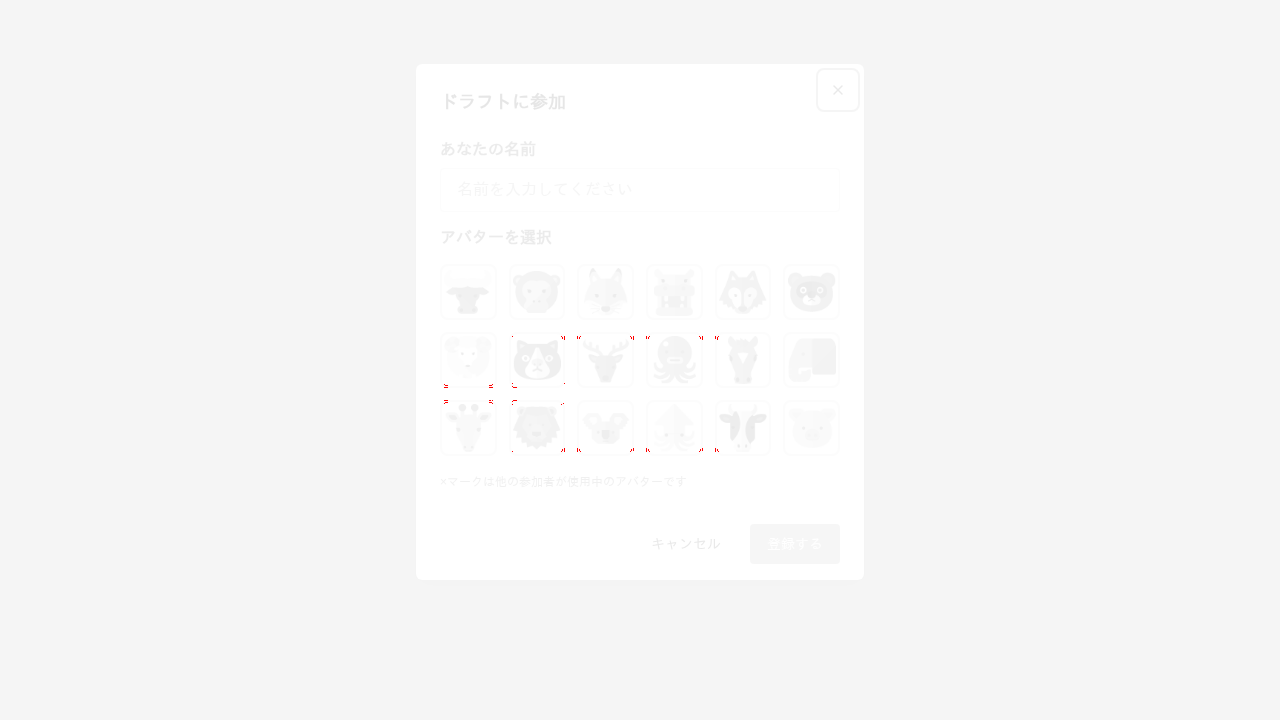 ドラフトに参加
×
あなたの名前
名前を入力してください
アバターを選択
×マークは他の参加者が使用中のアバターです
キャンセル
登録する